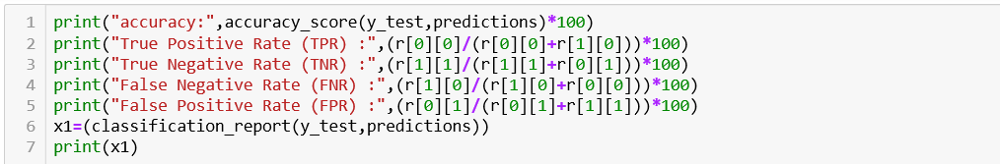 1 print("accuracy:",accuracy_score(y_test,predictions)*100)
2 print("True Positive Rate (TPR) :",(r[0][0]/(r[0][0]+r[1][0]))*100)
3 print("True Negative Rate (TNR) :",(r[1][1]/(r[1][1]+r[0][1]))*100)
4 print("False Negative Rate (FNR) :",(r[1][0]/(r[1][0]+r[0][0]))*100)
5 print("False Positive Rate (FPR) :",(r[0][1]/(r[0][1]+r[1][1]))*100)
6 x1=(classification_report(y_test,predictions))
7 print(x1)